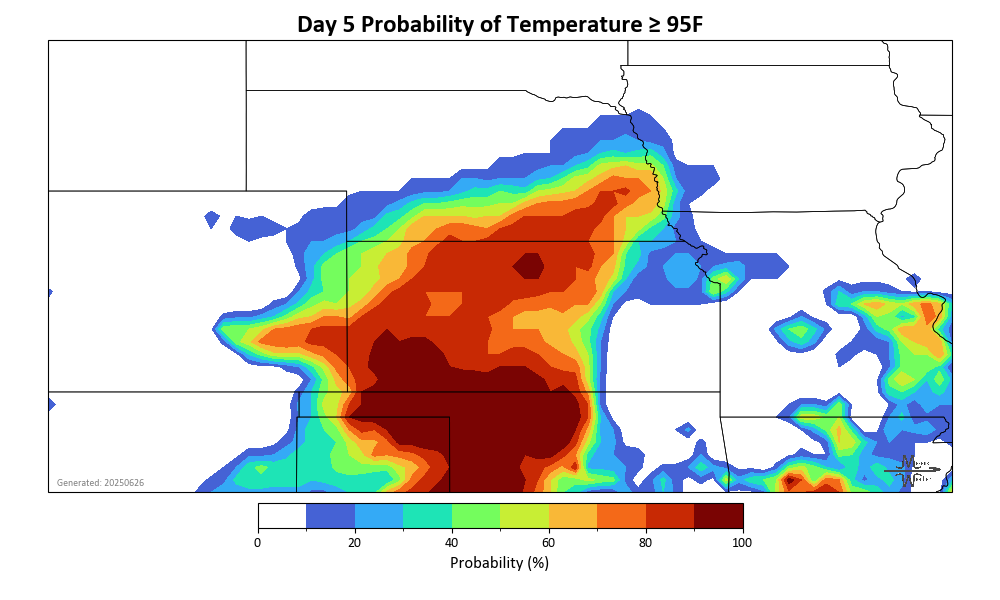 Day 5 Probability of Temperature ≥ 95F
Generated: 20250626
0 20 40 60 80 100
Probability (%)